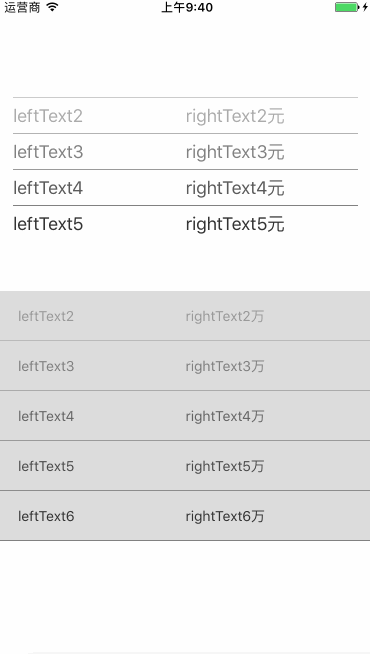 运营商 上午9:40
leftText2 rightText2元
leftText3 rightText3元
leftText4 rightText4元
leftText5 rightText5元
leftText2 rightText2万
leftText3 rightText3万
leftText4 rightText4万
leftText5 rightText5万
leftText6 rightText6万